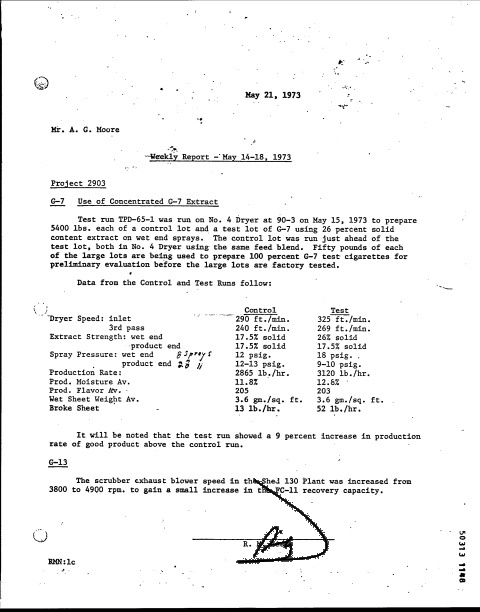 May 21, 1973
Mr. A. G. Moore
Weekly Report - May 14-18, 1973
Project 2903
G-7 Use of Concentrated G-7 Extract
Test run TPD-65-1 was run on No. 4 Dryer at 90-3 on May 15, 1973 to prepare
5400 lbs. each of a control lot and a test lot of G-7 using 26 percent solid
content extract on wet end sprays. The control lot was run just ahead of the
test lot, both in No. 4 Dryer using the same feed blend. Fifty pounds of each
of the large lots are being used to prepare 100 percent G-7 test cigarettes for
preliminary evaluation before the large lots are factory tested.
Data from the Control and Test Runs follow:
Control Test
Dryer Speed: inlet 290 ft./min. 325 ft./min.
3rd pass 240 ft./min. 269 ft./min.
Extract Strength: wet end 17.5% solid 26% solid
product end 17.5% solid 17.5% solid
Spray Pressure: wet end 8 sprays 12 psig. 18 psig.
product end 28 " 12-13 psig. 9-10 psig.
Production Rate: 2865 lb./hr. 3120 lb./hr.
Prod. Moisture Av. 11.8% 12.6%
Prod. Flavor Av. 205 203
Wet Sheet Weight Av. 3.6 gm./sq. ft. 3.6 gm./sq. ft.
Broke Sheet 13 lb./hr. 52 lb./hr.
It will be noted that the test run showed a 9 percent increase in production
rate of good product above the control run.
G-13
The scrubber exhaust blower speed in the Shed 130 Plant was increased from
3800 to 4900 rpm. to gain a small increase in the FC-11 recovery capacity.
R.
RMN:lc
50313 1148